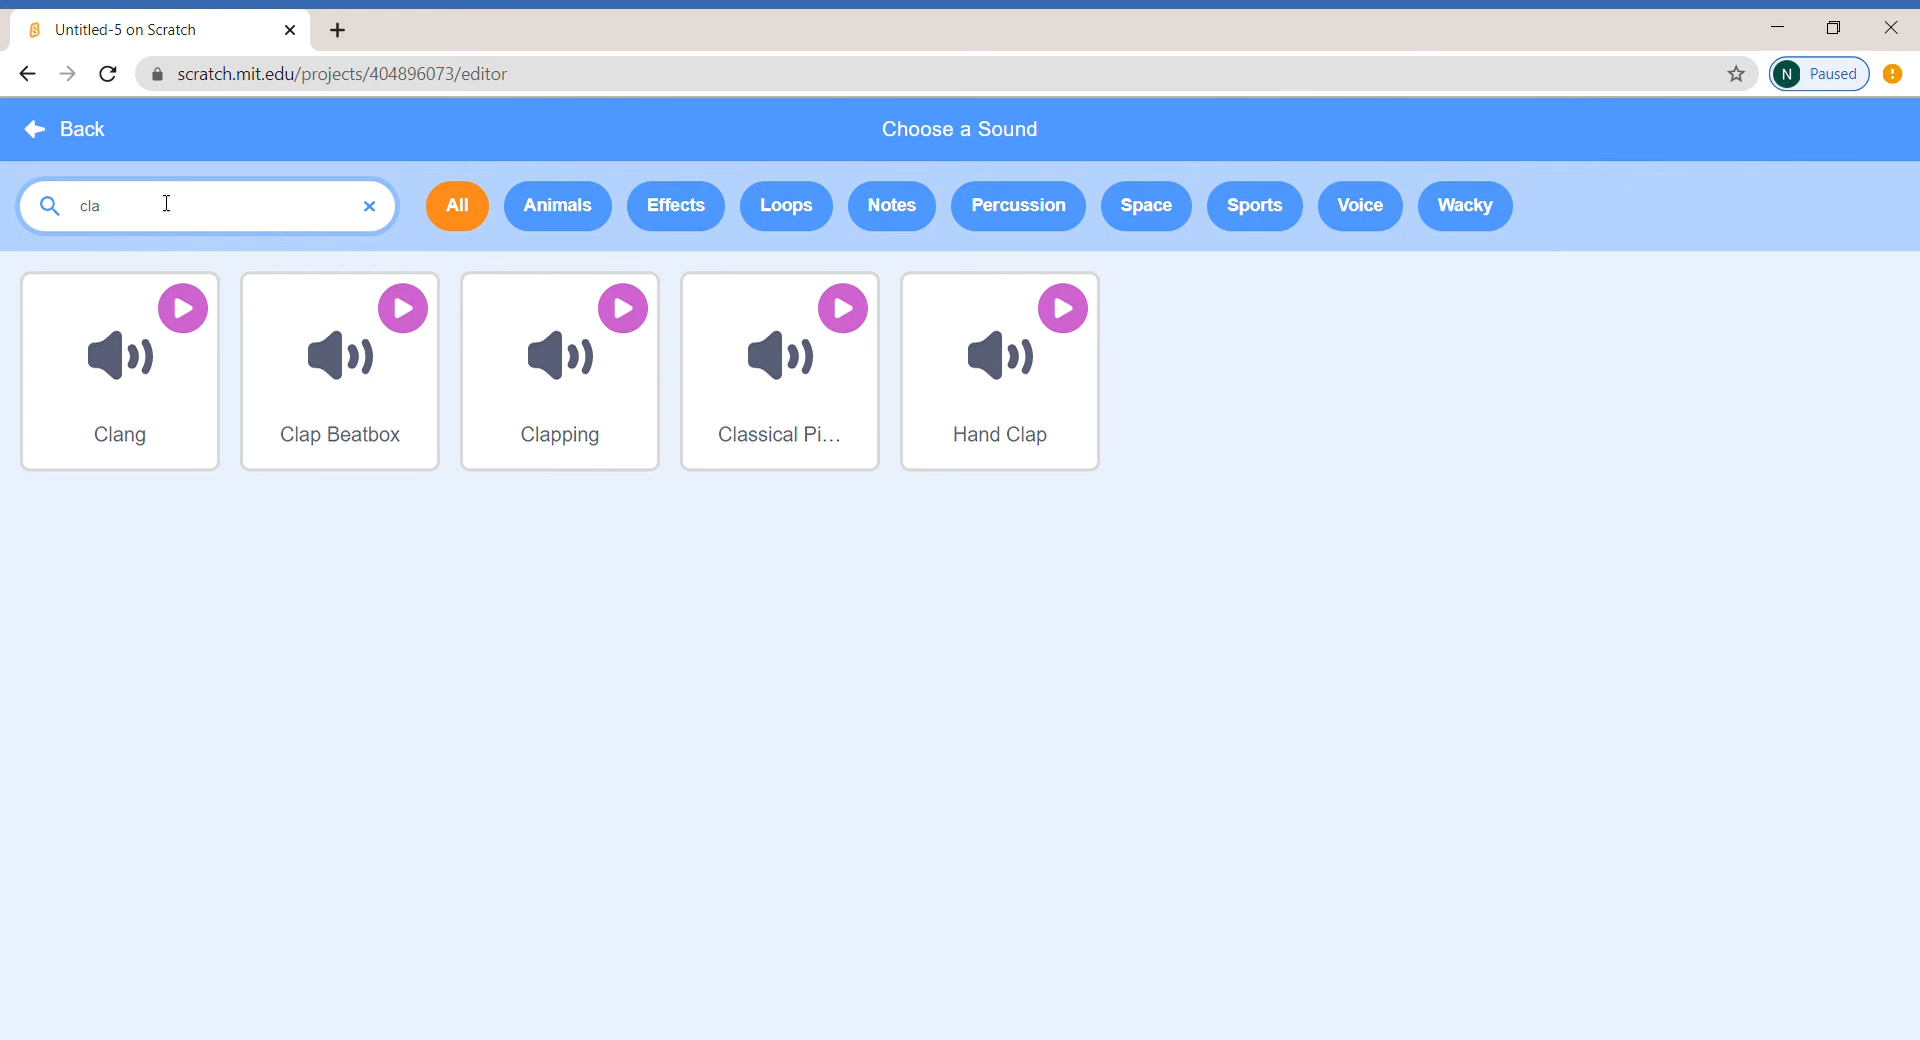 Untitled-5 on Scratch
scratch.mit.edu/projects/404896073/editor
N Paused
Back
Choose a Sound
cla
All
Animals
Effects
Loops
Notes
Percussion
Space
Sports
Voice
Wacky
Clang
Clap Beatbox
Clapping
Classical Pi...
Hand Clap